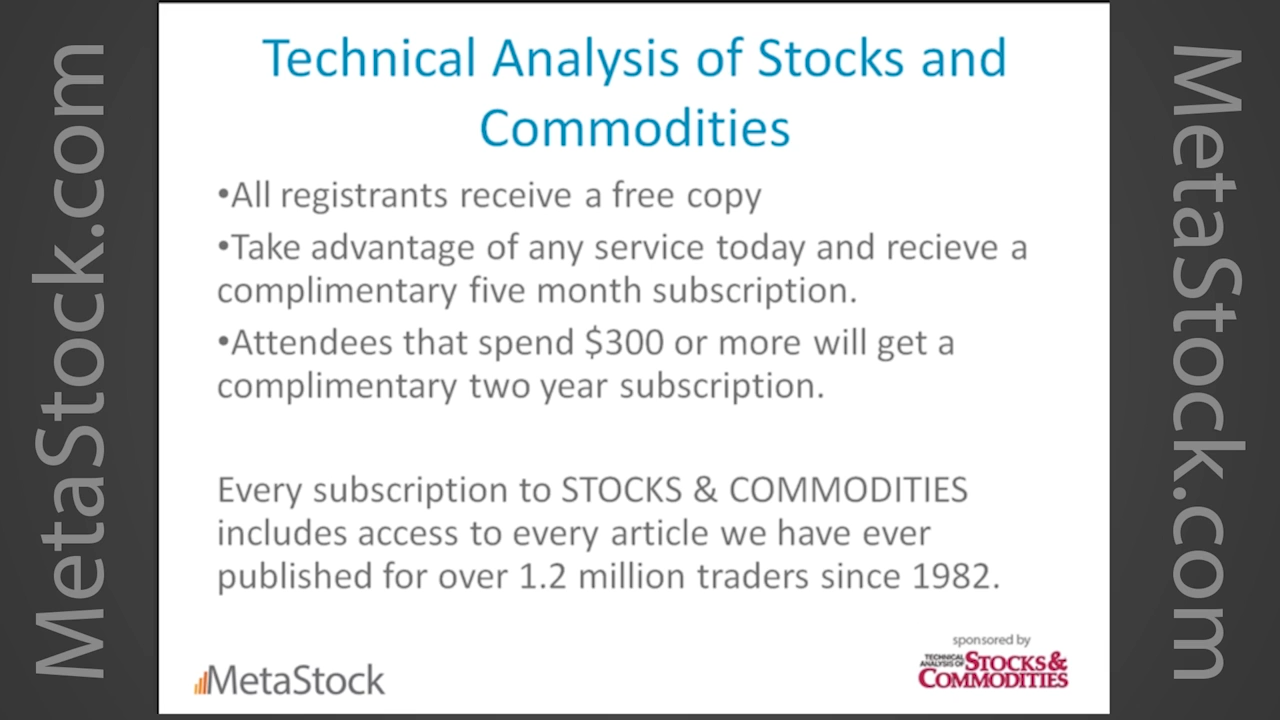 MetaStock.com
Technical Analysis of Stocks and
Commodities
•All registrants receive a free copy
•Take advantage of any service today and recieve a
complimentary five month subscription.
•Attendees that spend $300 or more will get a
complimentary two year subscription.
Every subscription to STOCKS & COMMODITIES
includes access to every article we have ever
published for over 1.2 million traders since 1982.
MetaStock
sponsored by
TECHNICAL
ANALYSIS OF STOCKS &
COMMODITIES
MetaStock.com